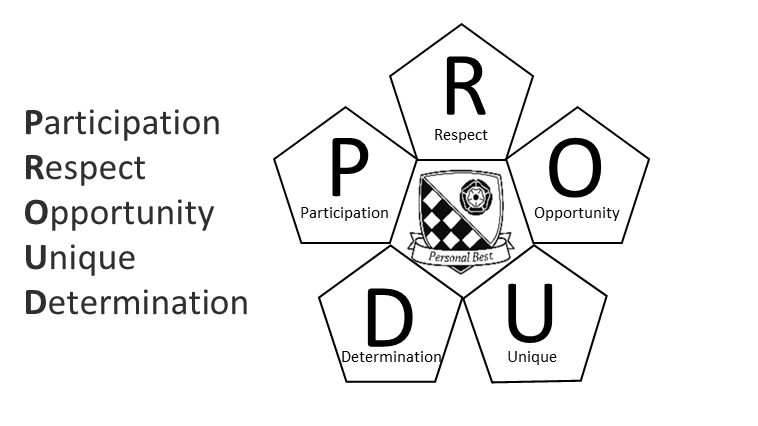 Participation
Respect
Opportunity
Unique
Determination
R
Respect
P
Participation
O
Opportunity
Personal Best
D
Determination
U
Unique